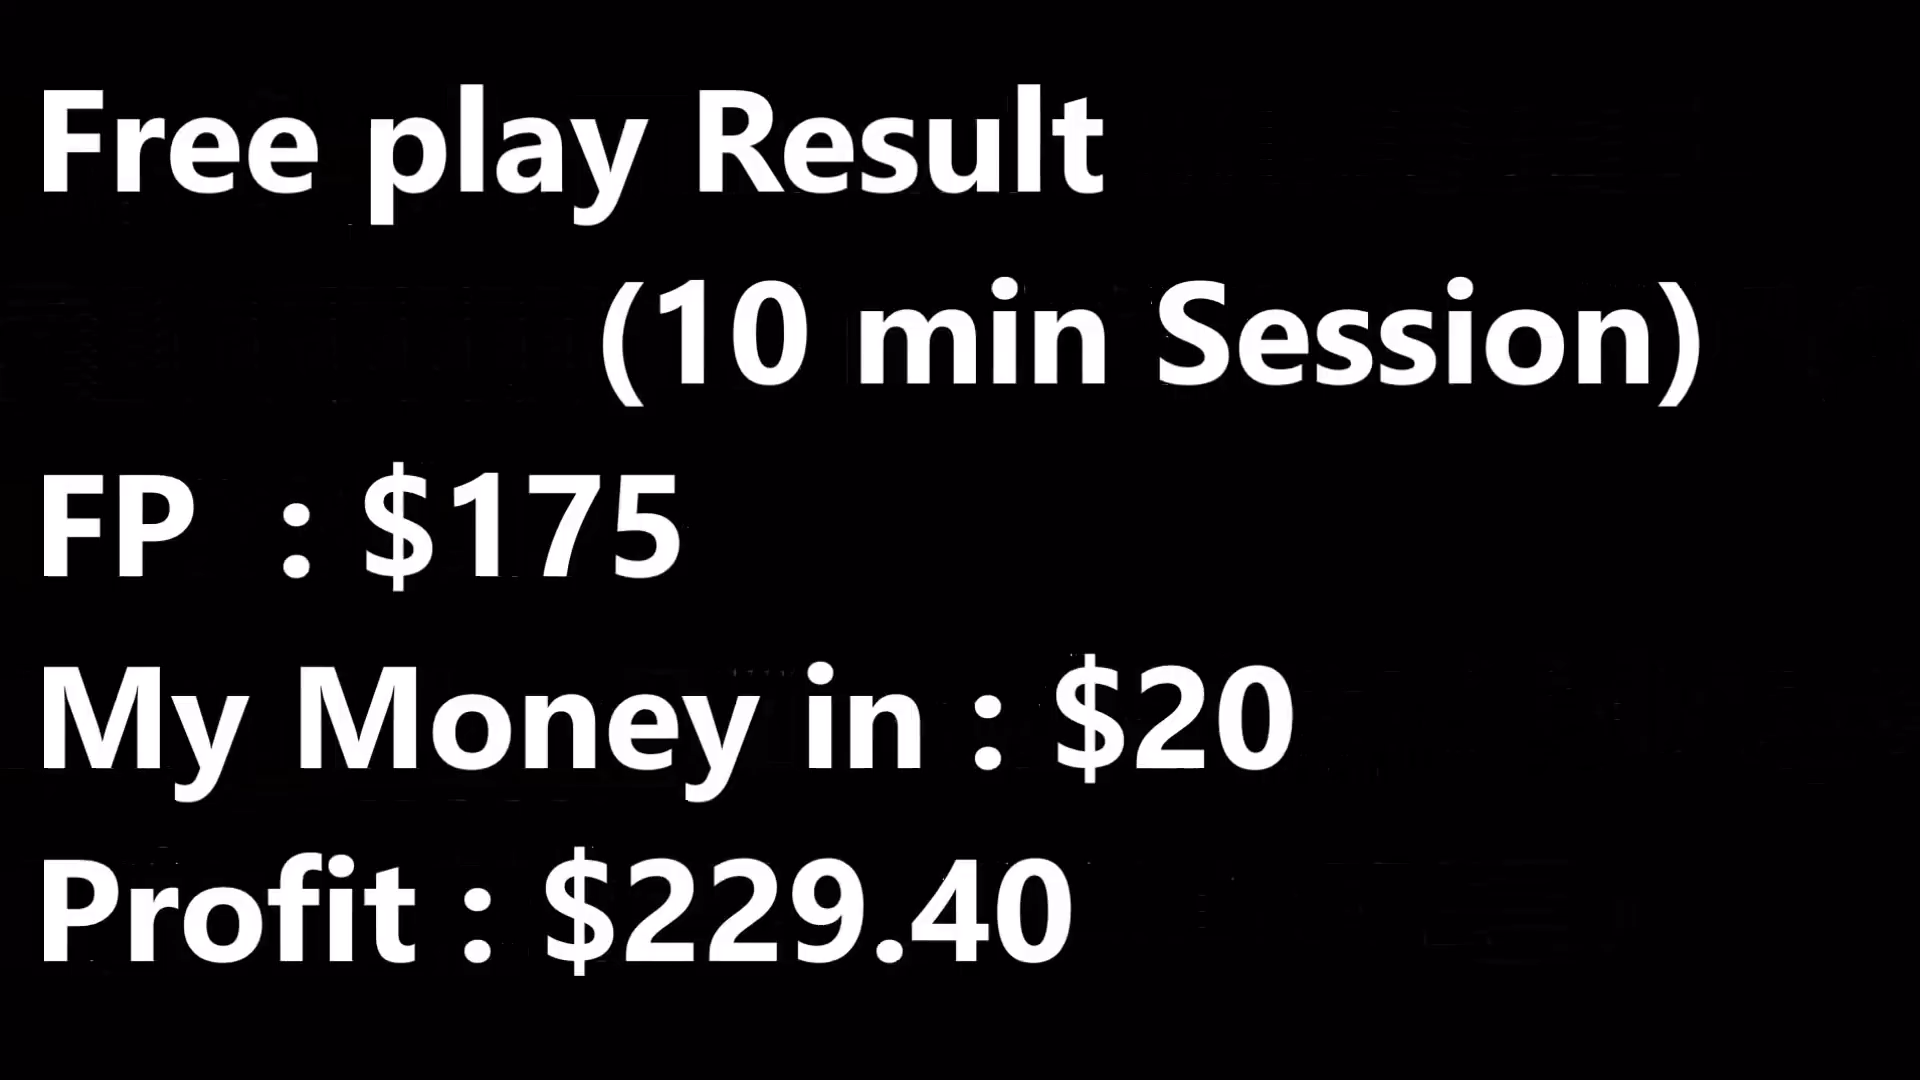 Free play Result
(10 min Session)
FP : $175
My Money in : $20
Profit : $229.40